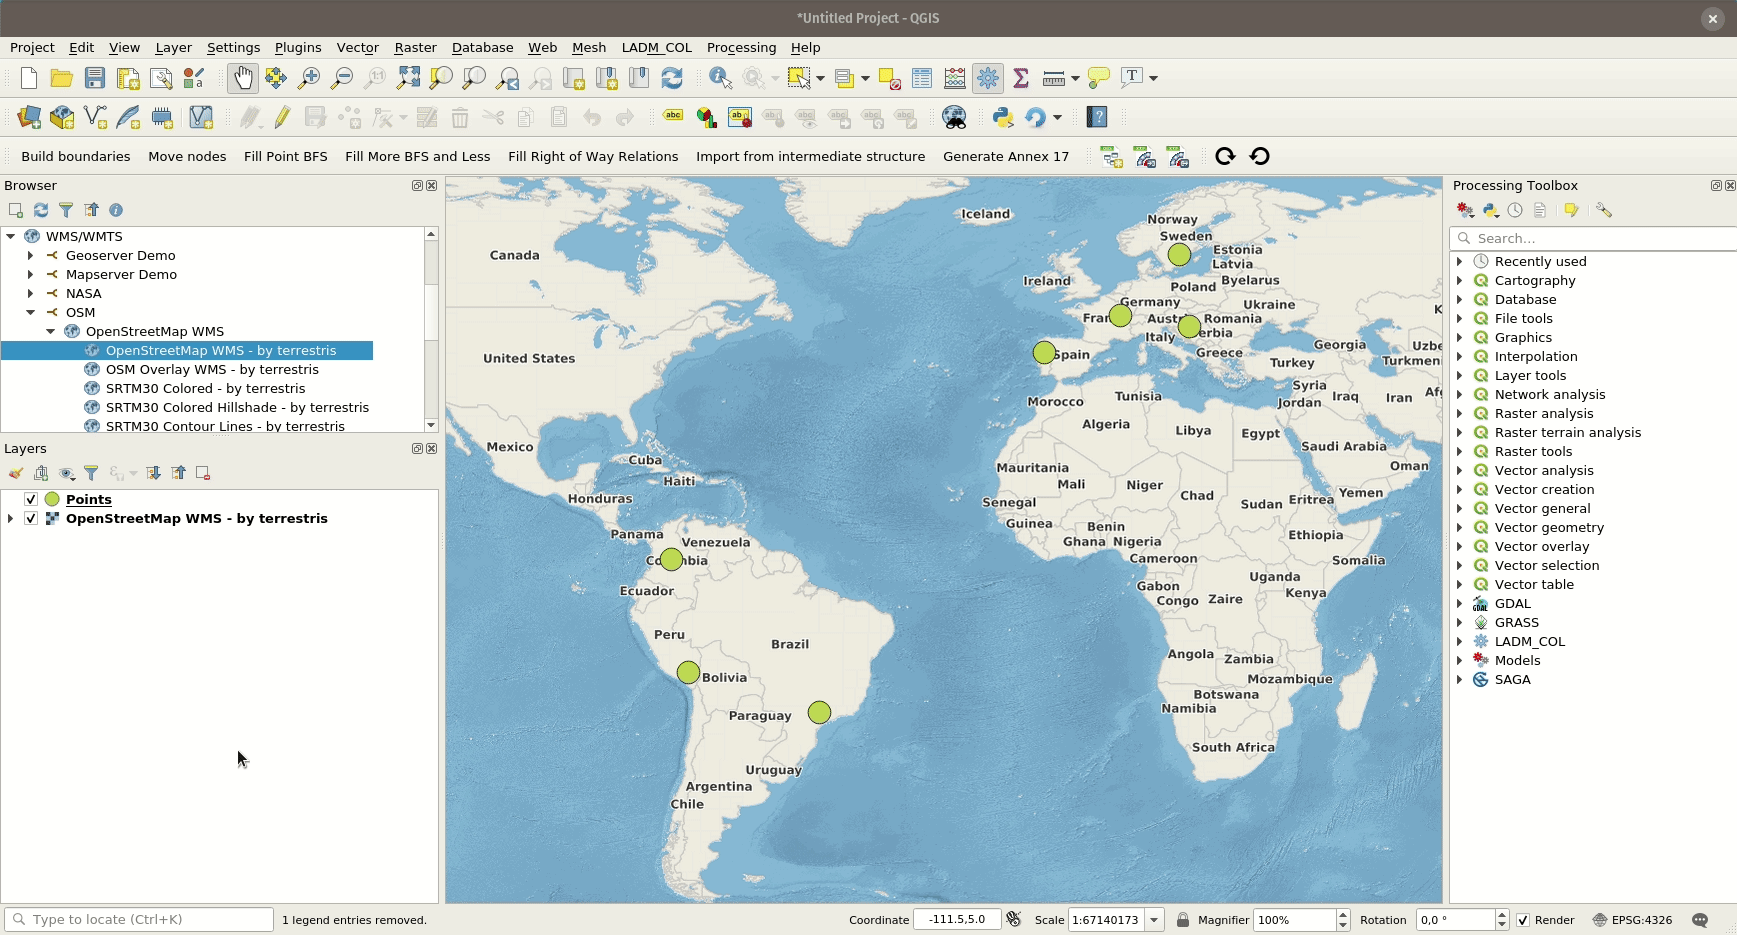 *Untitled Project - QGIS
Project Edit View Layer Settings Plugins Vector Raster Database Web Mesh LADM_COL Processing Help
Build boundaries Move nodes Fill Point BFS Fill More BFS and Less Fill Right of Way Relations Import from intermediate structure Generate Annex 17
Browser
WMS/WMTS
Geoserver Demo
Mapserver Demo
NASA
OSM
OpenStreetMap WMS
OpenStreetMap WMS - by terrestris
OSM Overlay WMS - by terrestris
SRTM30 Colored - by terrestris
SRTM30 Colored Hillshade - by terrestris
SRTM30 Contour Lines - by terrestris
Layers
Points
OpenStreetMap WMS - by terrestris
Iceland
Norway
Sweden
Canada
Estonia
Latvia
Ireland
Poland
Byelarus
Germany
Ukraine
Fran
Austr
Romania
erbia
Italy
Georgia
Uzbe
United States
Spain
Greece
Turkey
Turkmen
Syria
Morocco
Tunisia
Jordan
Iraq
Iran
Af
Algeria
Libya
Egypt
Mexico
Saudi Arabia
Cuba
Mauritania
Oman
Haiti
Mali
Niger
Chad
Honduras
Senegal
Sudan
Eritrea
Yemen
Guinea
Benin
Panama
Venezuela
Ghana
Nigeria
Ethiopia
Co
mbia
Cameroon
Somalia
Ecuador
Gabon
Uganda
Congo
Zaire
Kenya
Peru
Brazil
Angola
Zambia
Bolivia
Mozambique
Botswana
Namibia
Paraguay
South Africa
Uruguay
Argentina
Chile
Processing Toolbox
Search...
Recently used
Cartography
Database
File tools
Graphics
Interpolation
Layer tools
Network analysis
Raster analysis
Raster terrain analysis
Raster tools
Vector analysis
Vector creation
Vector general
Vector geometry
Vector overlay
Vector selection
Vector table
GDAL
GRASS
LADM_COL
Models
SAGA
Type to locate (Ctrl+K) 1 legend entries removed. Coordinate -111.5,5.0 Scale 1:67140173 Magnifier 100% Rotation 0,0 ° Render EPSG:4326